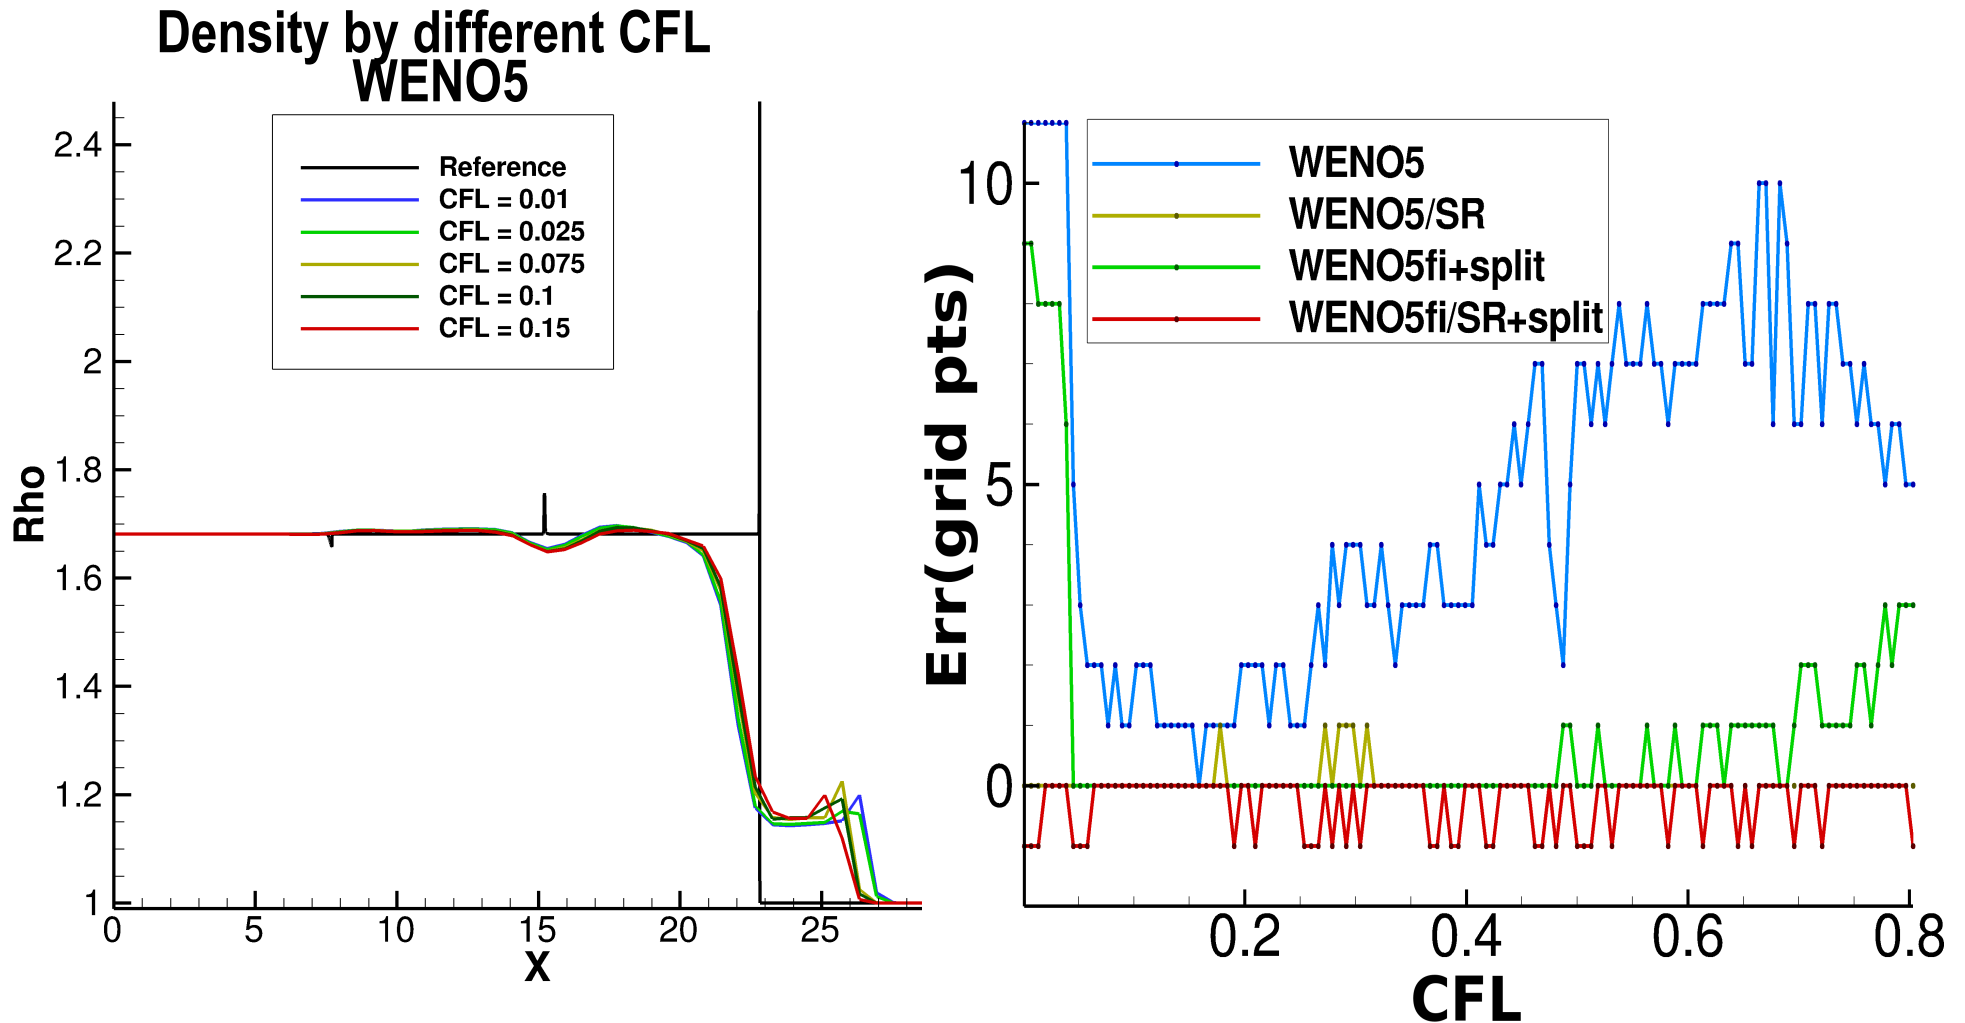 Density by different CFL
WENO5
Reference
CFL = 0.01
CFL = 0.025
CFL = 0.075
CFL = 0.1
CFL = 0.15
Rho
2.4
2.2
2
1.8
1.6
1.4
1.2
1
0
5
10
15
20
25
X
WENO5
WENO5/SR
WENO5fi+split
WENO5fi/SR+split
Err(grid pts)
10
5
0
0.2
0.4
0.6
0.8
CFL